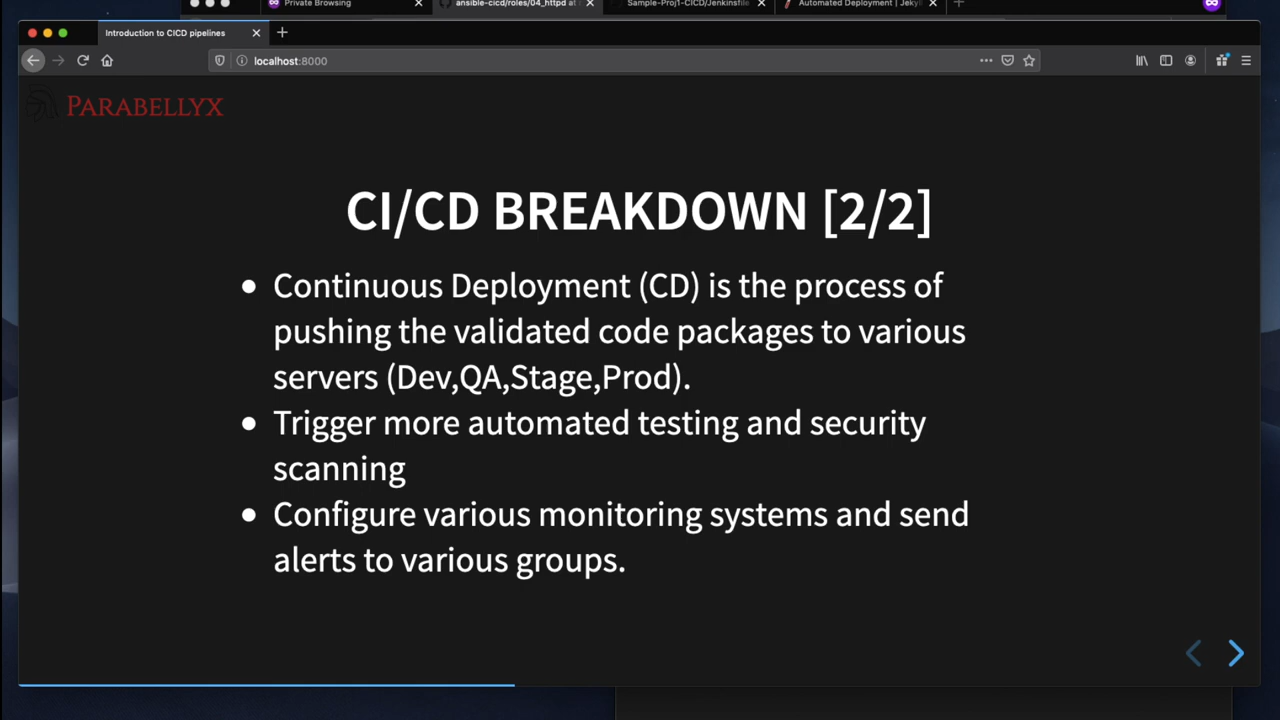 Private Browsing
ansible-cicd/roles/04_httpd at
Sample-Proj1-CICD/Jenkinsfile
Automated Deployment | Jekyll
Introduction to CICD pipelines
localhost:8000
PARABELLYX
CI/CD BREAKDOWN [2/2]
• Continuous Deployment (CD) is the process of
pushing the validated code packages to various
servers (Dev,QA,Stage,Prod).
• Trigger more automated testing and security
scanning
• Configure various monitoring systems and send
alerts to various groups.